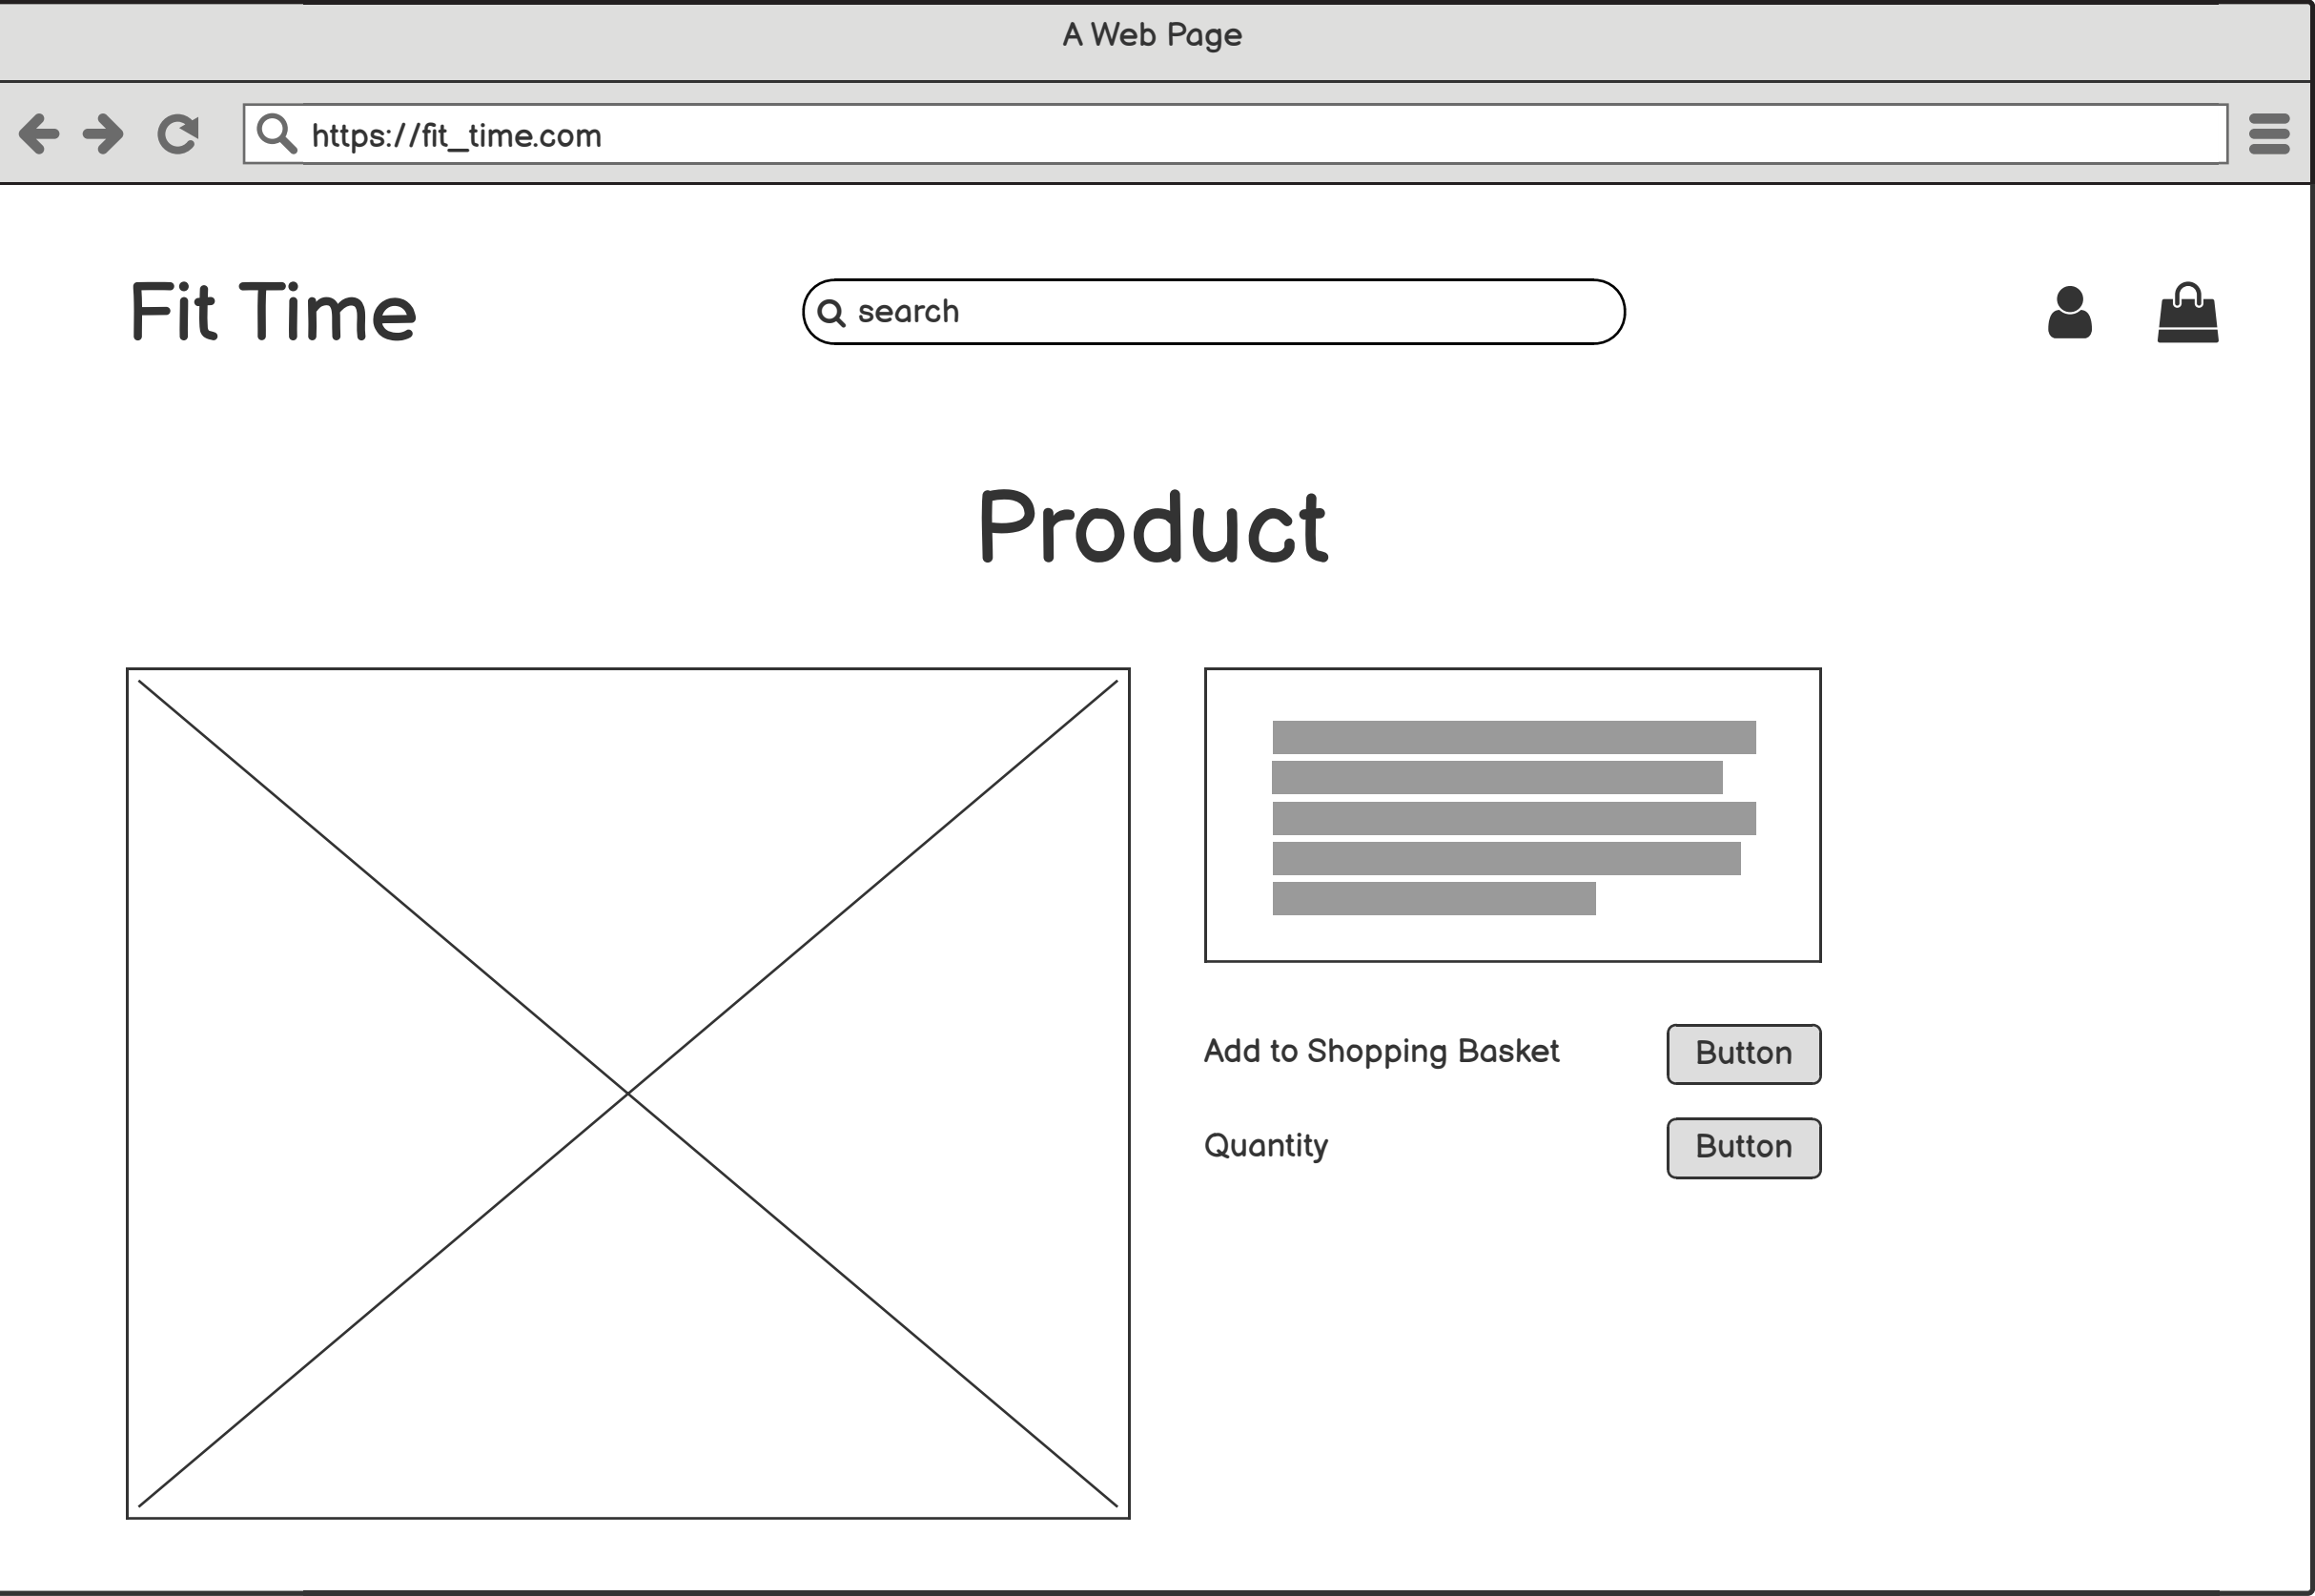 A Web Page
https://fit_time.com
Fit Time
search
Product
Add to Shopping Basket
Button
Quantity
Button